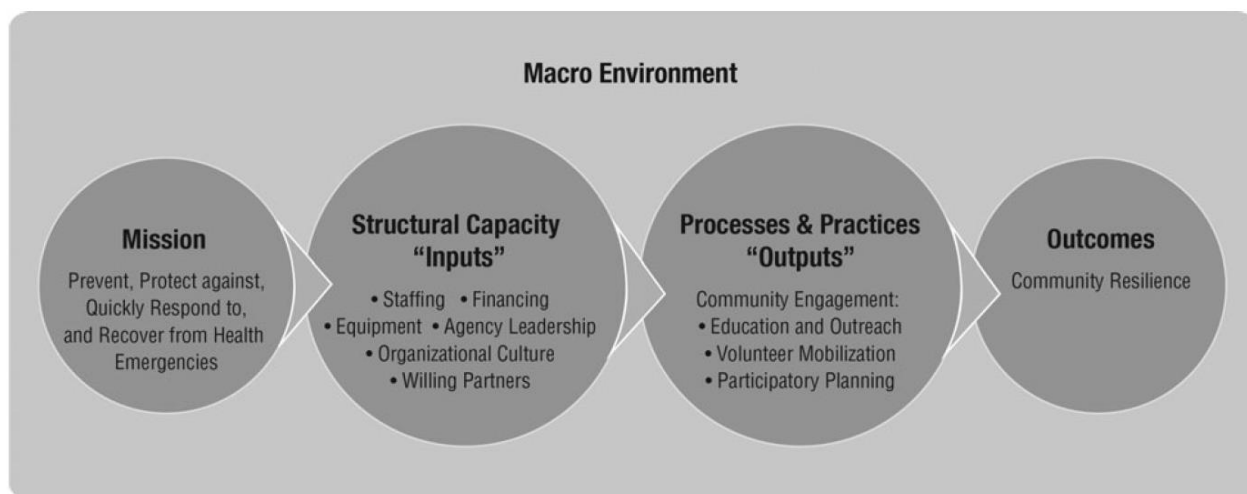 Macro Environment
Mission
Prevent, Protect against,
Quickly Respond to,
and Recover from Health
Emergencies
Structural Capacity
“Inputs”
• Staffing • Financing
• Equipment • Agency Leadership
• Organizational Culture
• Willing Partners
Processes & Practices
“Outputs”
Community Engagement:
• Education and Outreach
• Volunteer Mobilization
• Participatory Planning
Outcomes
Community Resilience